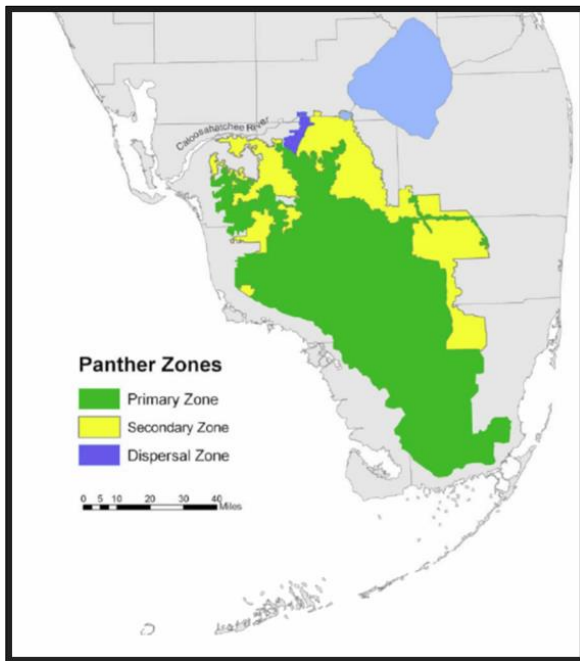 Caloosahatchee River
Panther Zones
Primary Zone
Secondary Zone
Dispersal Zone
0 5 10 20 30 40
Miles